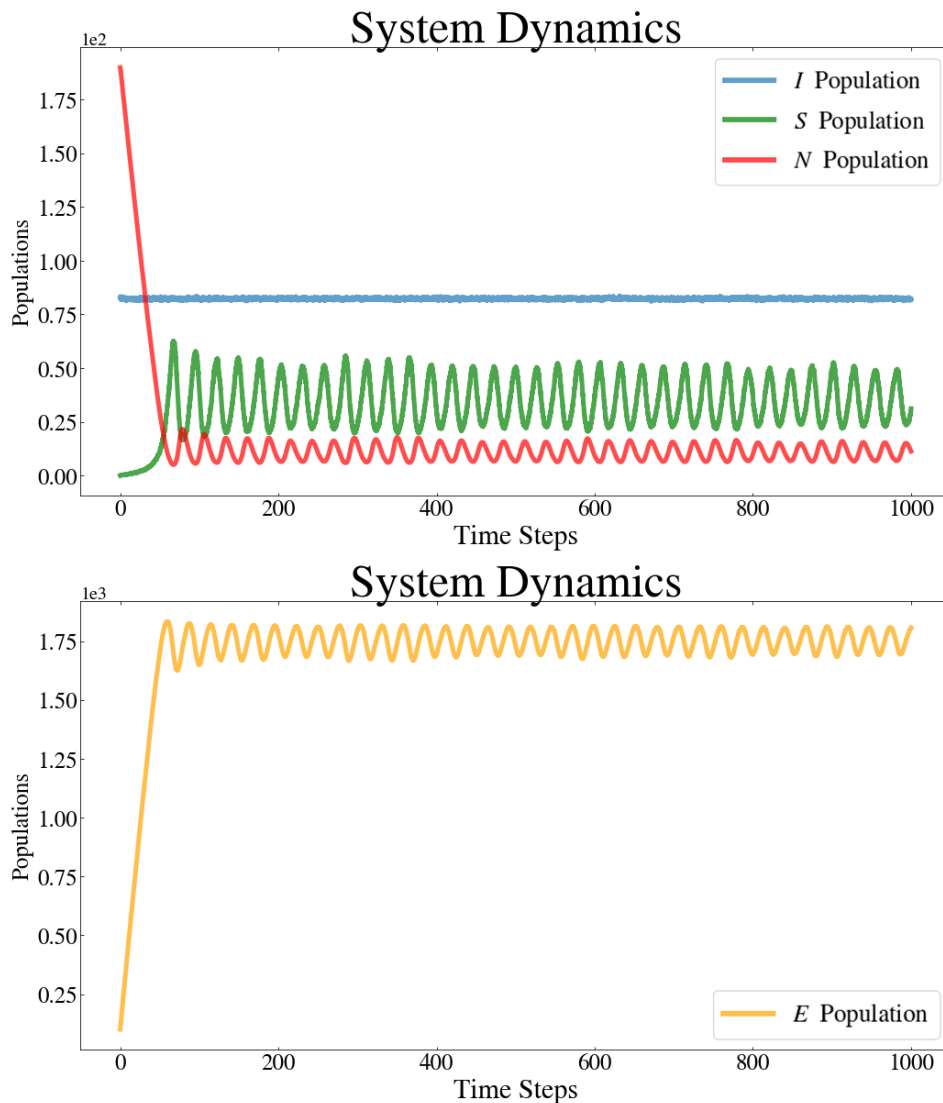 System Dynamics
1e2
I Population
S Population
N Population
1.75
1.50
1.25
1.00
0.75
0.50
0.25
0.00
Populations
0 200 400 600 800 1000
Time Steps
System Dynamics
1e3
1.75
1.50
1.25
1.00
0.75
0.50
0.25
Populations
E Population
0 200 400 600 800 1000
Time Steps